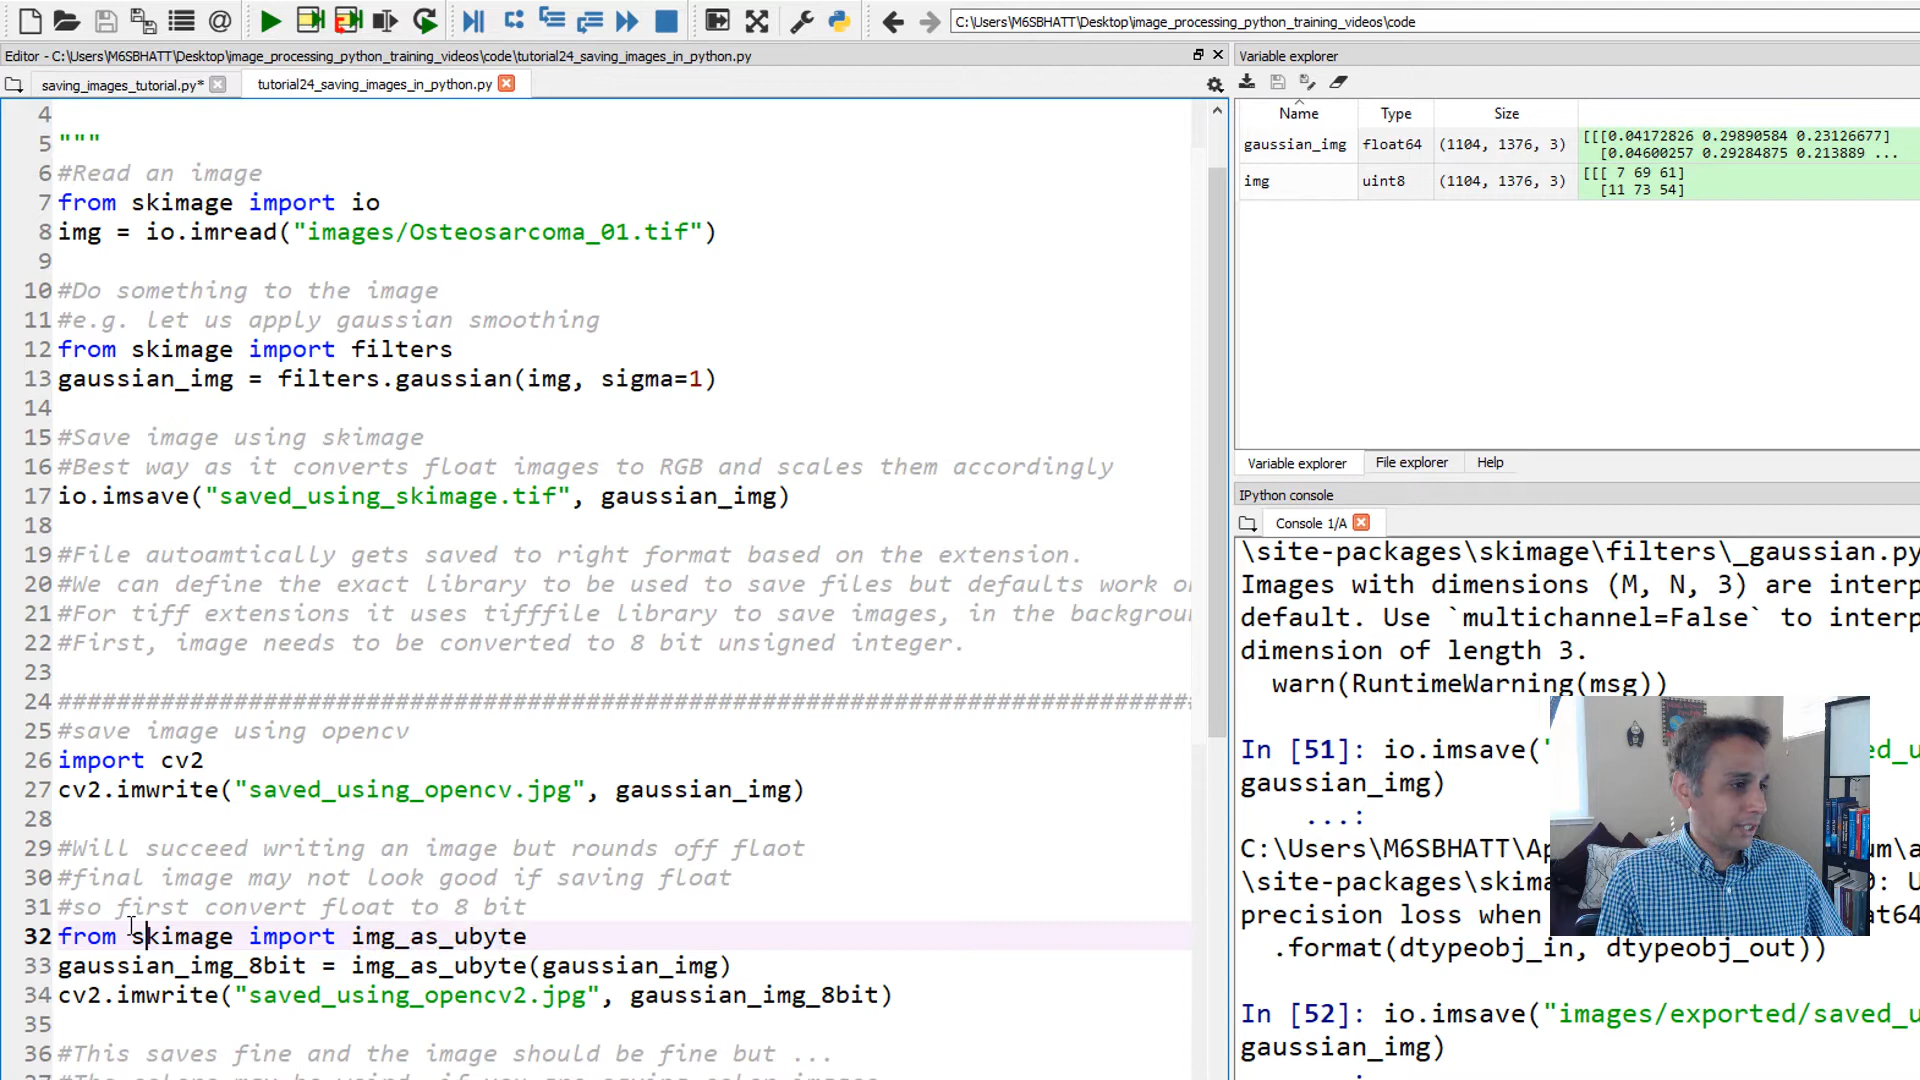 C:\Users\M6SBHATT\Desktop\image_processing_python_training_videos\code
Editor - C:\Users\M6SBHATT\Desktop\image_processing_python_training_videos\code\tutorial24_saving_images_in_python.py
saving_images_tutorial.py*
tutorial24_saving_images_in_python.py
4
5 """
6 #Read an image
7 from skimage import io
8 img = io.imread("images/Osteosarcoma_01.tif")
9
10 #Do something to the image
11 #e.g. let us apply gaussian smoothing
12 from skimage import filters
13 gaussian_img = filters.gaussian(img, sigma=1)
14
15 #Save image using skimage
16 #Best way as it converts float images to RGB and scales them accordingly
17 io.imsave("saved_using_skimage.tif", gaussian_img)
18
19 #File autoamtically gets saved to right format based on the extension.
20 #We can define the exact library to be used to save files but defaults work
21 #For tiff extensions it uses tifffile library to save images, in the backgroun
22 #First, image needs to be converted to 8 bit unsigned integer.
23
24 ##############################################################################
25 #save image using opencv
26 import cv2
27 cv2.imwrite("saved_using_opencv.jpg", gaussian_img)
28
29 #Will succeed writing an image but rounds off flaot
30 #final image may not look good if saving float
31 #so first convert float to 8 bit
32 from skimage import img_as_ubyte
33 gaussian_img_8bit = img_as_ubyte(gaussian_img)
34 cv2.imwrite("saved_using_opencv2.jpg", gaussian_img_8bit)
35
36 #This saves fine and the image should be fine but ...
Variable explorer
Name Type Size
gaussian_img float64 (1104, 1376, 3) [[[0.04172826 0.29890584 0.23126677]
[0.04600257 0.29284875 0.213889 ...
img uint8 (1104, 1376, 3) [[[ 7 69 61]
[11 73 54]
Variable explorer File explorer Help
IPython console
Console 1/A
\site-packages\skimage\filters\_gaussian.py
Images with dimensions (M, N, 3) are interp
default. Use `multichannel=False` to interp
dimension of length 3.
warn(RuntimeWarning(msg))
In [51]: io.imsave("
gaussian_img)
...:
C:\Users\M6SBHATT\Ap
\site-packages\skima
precision loss when
.format(dtypeobj_in, dtypeobj_out))
In [52]: io.imsave("images/exported/saved_u
gaussian_img)